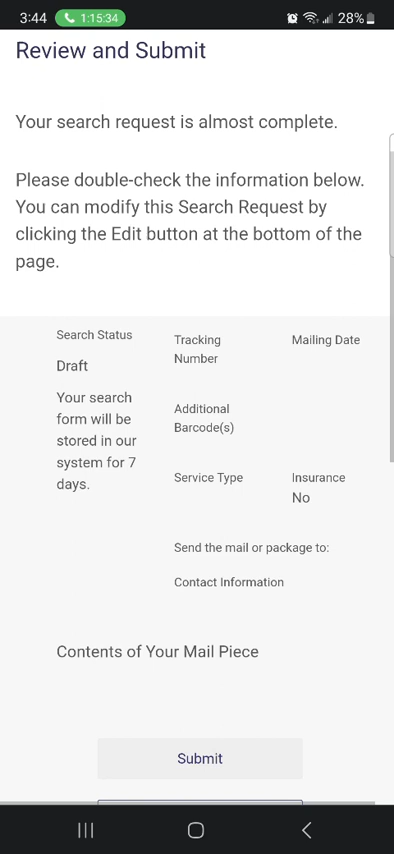 3:44 1:15:34 28%
Review and Submit
Your search request is almost complete.
Please double-check the information below.
You can modify this Search Request by
clicking the Edit button at the bottom of the
page.
Search Status
Draft
Your search
form will be
stored in our
system for 7
days.
Tracking
Number
Mailing Date
Additional
Barcode(s)
Service Type
Insurance
No
Send the mail or package to:
Contact Information
Contents of Your Mail Piece
Submit